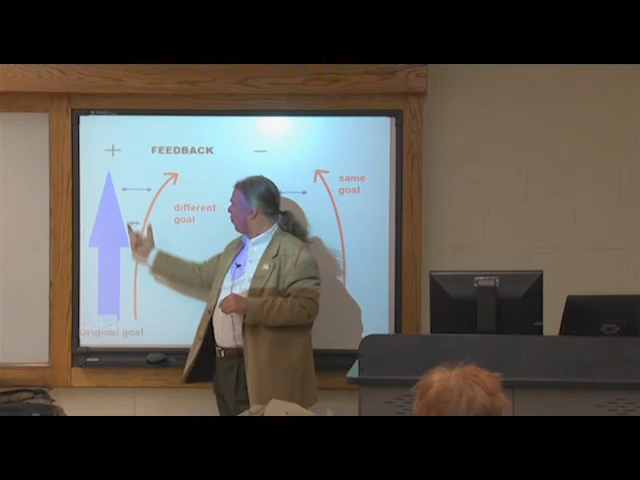 + FEEDBACK —
same
goal
different
goal
Original goal